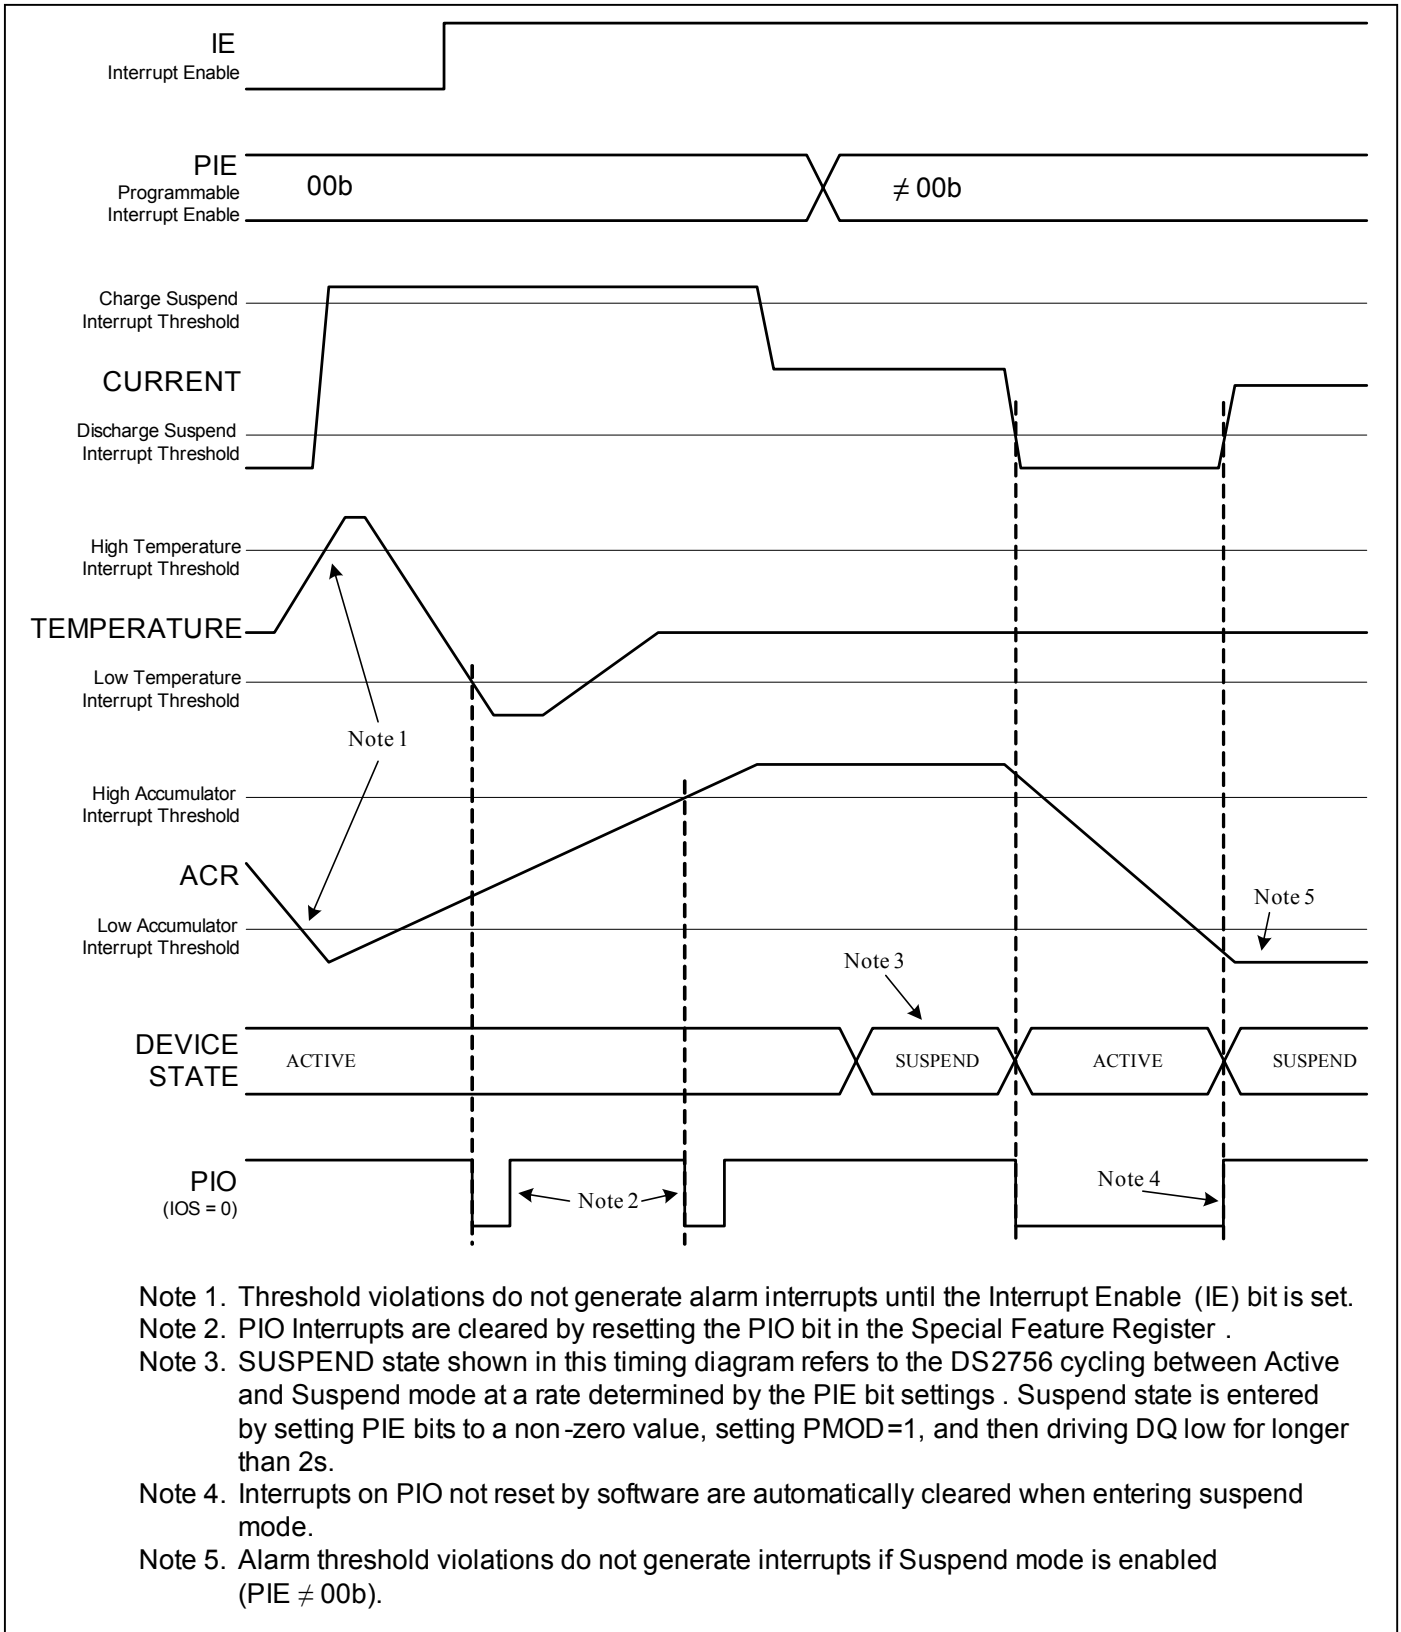 IE
Interrupt Enable
PIE
Programmable
Interrupt Enable
00b
≠ 00b
Charge Suspend
Interrupt Threshold
CURRENT
Discharge Suspend
Interrupt Threshold
High Temperature
Interrupt Threshold
TEMPERATURE
Low Temperature
Interrupt Threshold
Note 1
High Accumulator
Interrupt Threshold
ACR
Low Accumulator
Interrupt Threshold
Note 5
Note 3
DEVICE
STATE
ACTIVE
SUSPEND
ACTIVE
SUSPEND
PIO
(IOS = 0)
Note 2
Note 4
Note 1. Threshold violations do not generate alarm interrupts until the Interrupt Enable (IE) bit is set.
Note 2. PIO Interrupts are cleared by resetting the PIO bit in the Special Feature Register .
Note 3. SUSPEND state shown in this timing diagram refers to the DS2756 cycling between Active
and Suspend mode at a rate determined by the PIE bit settings . Suspend state is entered
by setting PIE bits to a non-zero value, setting PMOD=1, and then driving DQ low for longer
than 2s.
Note 4. Interrupts on PIO not reset by software are automatically cleared when entering suspend
mode.
Note 5. Alarm threshold violations do not generate interrupts if Suspend mode is enabled
(PIE ≠ 00b).